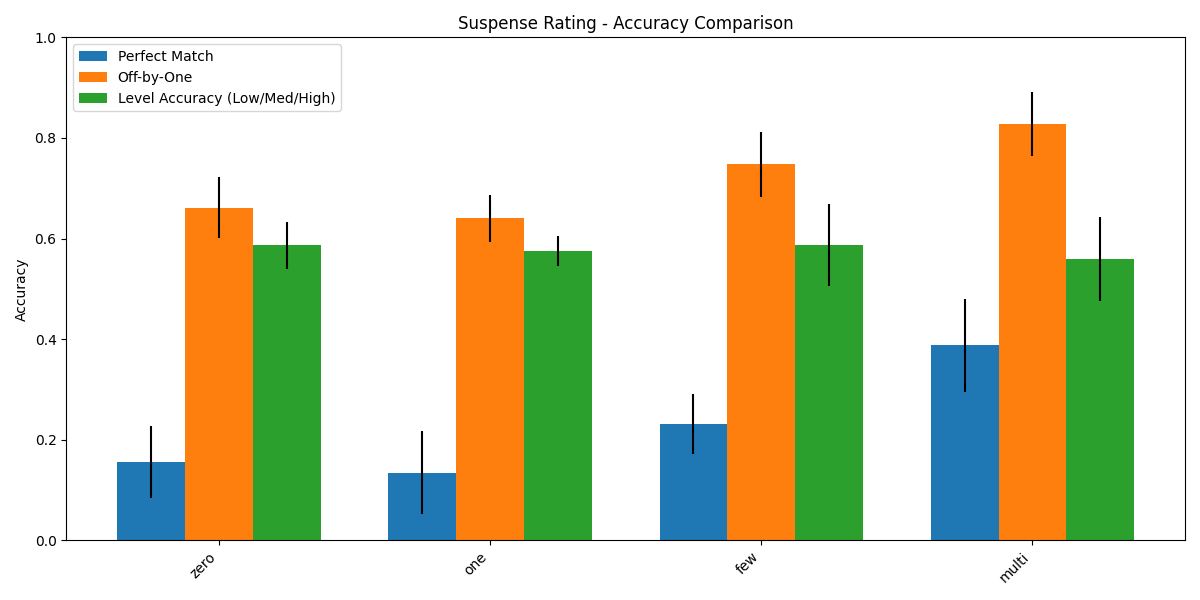 Suspense Rating - Accuracy Comparison
Perfect Match
Off-by-One
Level Accuracy (Low/Med/High)
Accuracy
1.0
0.8
0.6
0.4
0.2
0.0
zero
one
few
multi